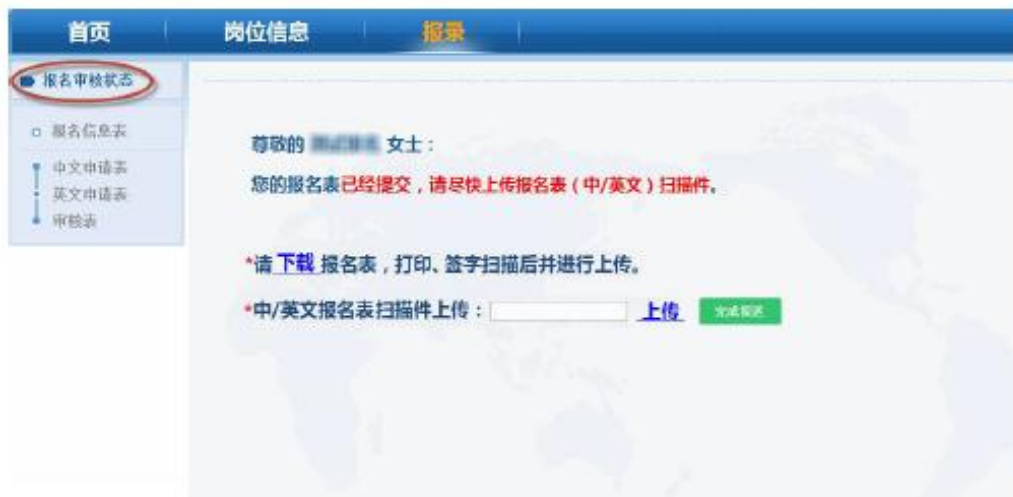 首页
岗位信息
报录
报名审核状态
报名信息表
中文申请表
英文申请表
审核表
尊敬的 女士：
您的报名表已经提交，请尽快上传报名表（中/英文）扫描件。
*请 下载 报名表，打印、签字扫描后并进行上传。
*中/英文报名表扫描件上传： 上传